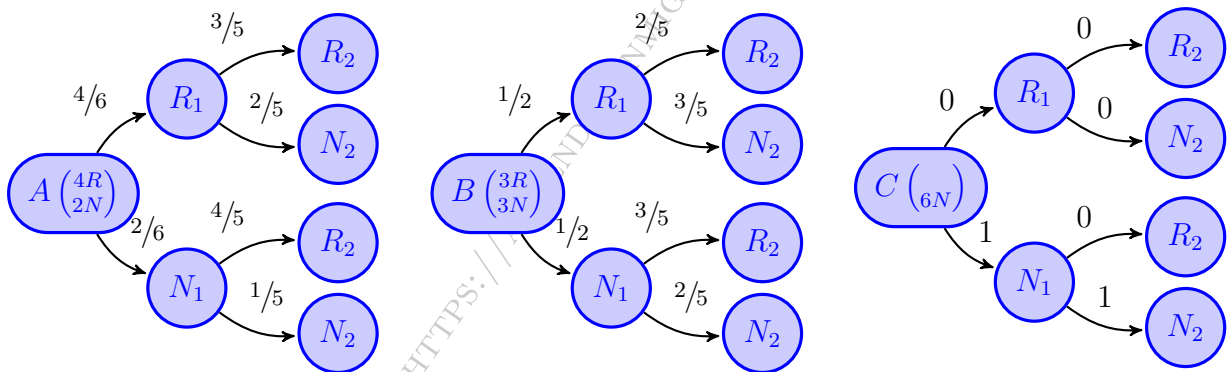 3/5
R₂
4/6
R₁
2/5
N₂
A (4R 2N)
2/6
4/5
R₂
N₁
1/5
N₂
2/5
R₂
1/2
R₁
3/5
N₂
B (3R 3N)
1/2
3/5
R₂
N₁
2/5
N₂
0
R₂
0
R₁
0
N₂
C (6N)
1
0
R₂
N₁
1
N₂
HTTPS://